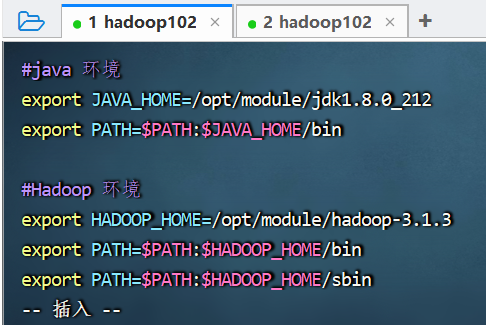 1 hadoop102 × 2 hadoop102 × +
#java 环境
export JAVA_HOME=/opt/module/jdk1.8.0_212
export PATH=$PATH:$JAVA_HOME/bin
#Hadoop 环境
export HADOOP_HOME=/opt/module/hadoop-3.1.3
export PATH=$PATH:$HADOOP_HOME/bin
export PATH=$PATH:$HADOOP_HOME/sbin
-- 插入 --